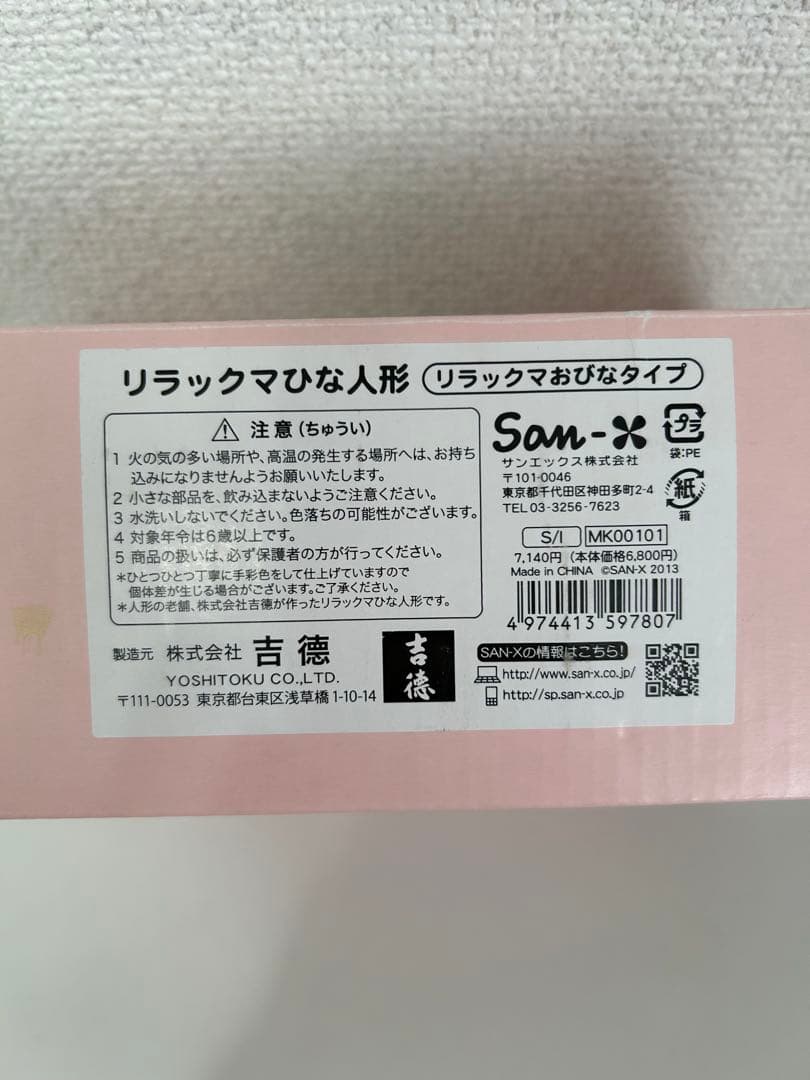 リラックマひな人形 (リラックマおびなタイプ)
⚠ 注意(ちゅうい)
1 火の気の多い場所や、高温の発生する場所へは、お持ち
込みになりませんようお願いいたします。
2 小さな部品を、飲み込まないようご注意ください。
3 水洗いしないでください。色落ちの可能性がございます。
4 対象年令は6歳以上です。
5 商品の扱いは、必ず保護者の方が行ってください。
*ひとつひとつ丁寧に手彩色をして仕上げていますので
個体差が生じる場合がございます。ご了承ください。
*人形の老舗、株式会社吉德が作ったリラックマひな人形です。
San-X
サンエックス株式会社
〒101-0046
東京都千代田区神田多町2-4
TEL 03-3256-7623
プラ
袋:PE
紙
箱
S/I MK00101
7,140円(本体価格6,800円)
Made in CHINA ©SAN-X 2013
4 974413 597807
製造元 株式会社 吉德
YOSHITOKU CO.,LTD.
〒111-0053 東京都台東区浅草橋1-10-14
吉德
SAN-Xの情報はこちら!
http://www.san-x.co.jp/
http://sp.san-x.co.jp